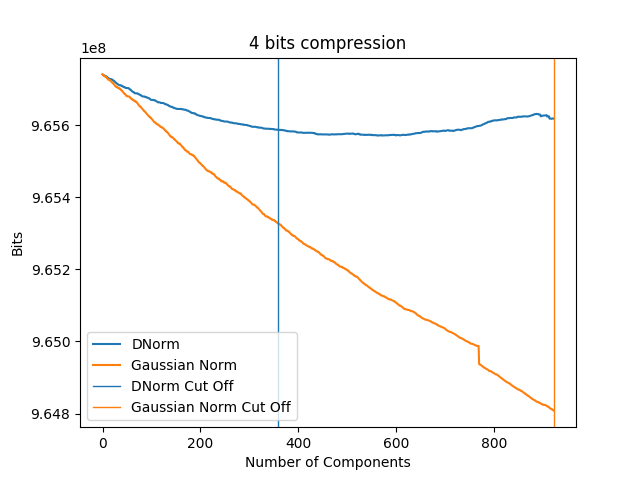 4 bits compression
1e8
9.656
9.654
9.652
9.650
9.648
Bits
DNorm
Gaussian Norm
DNorm Cut Off
Gaussian Norm Cut Off
0 200 400 600 800
Number of Components